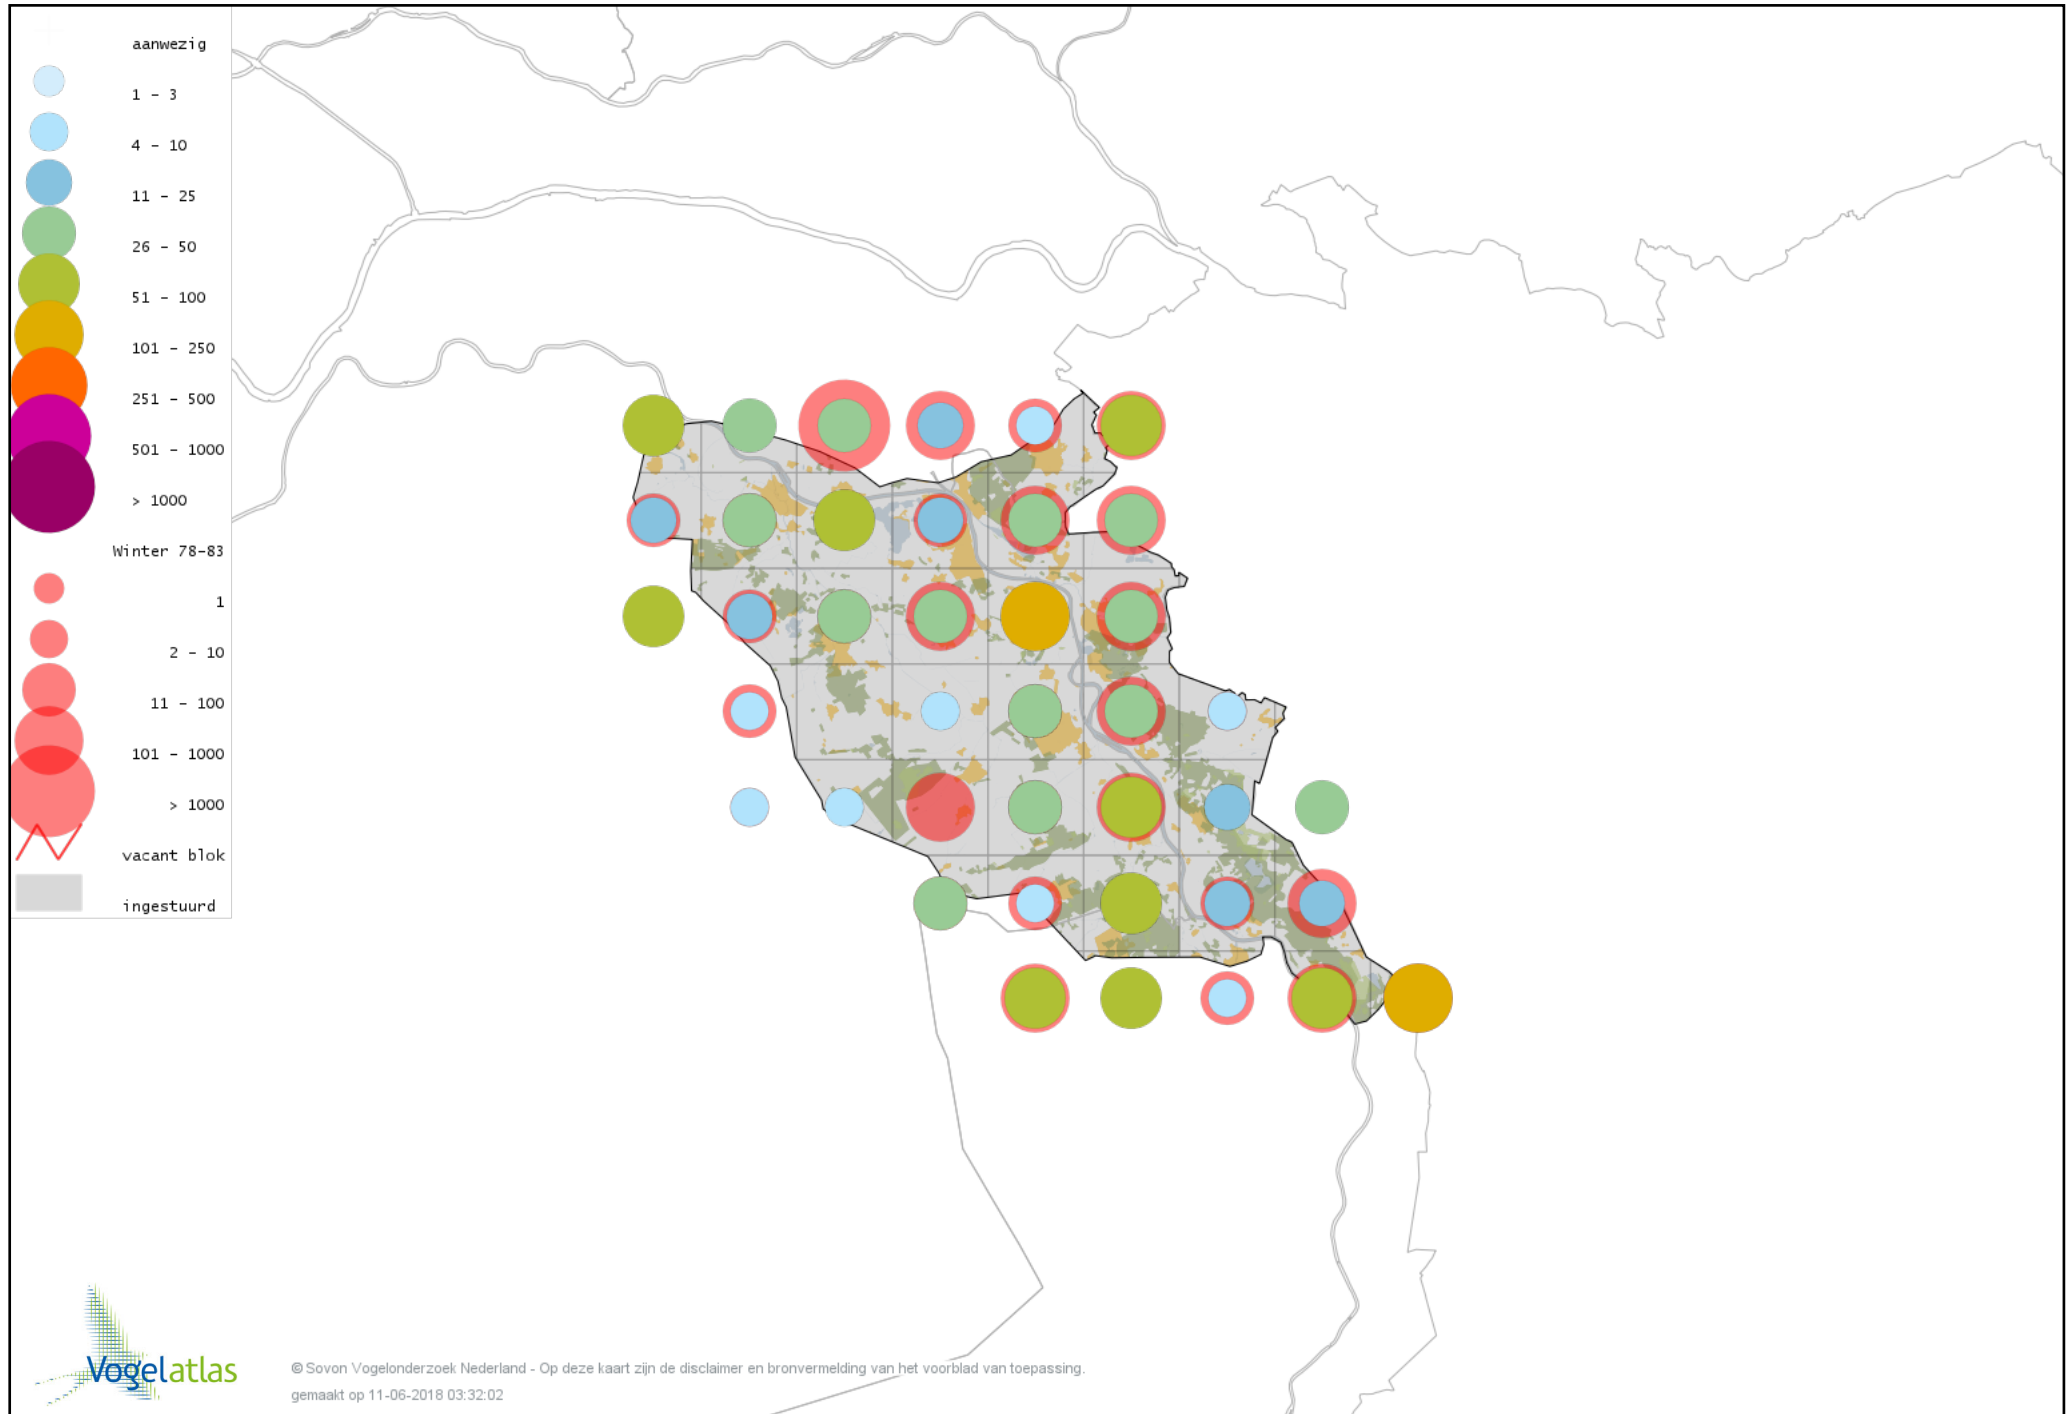 aanwezig
1 - 3
4 - 10
11 - 25
26 - 50
51 - 100
101 - 250
251 - 500
501 - 1000
> 1000
Winter 78-83
1
2 - 10
11 - 100
101 - 1000
> 1000
vacant blok
ingestuurd
Vogelatlas
© Sovon Vogelonderzoek Nederland - Op deze kaart zijn de disclaimer en bronvermelding van het voorblad van toepassing.
gemaakt op 11-06-2018 03:32:02